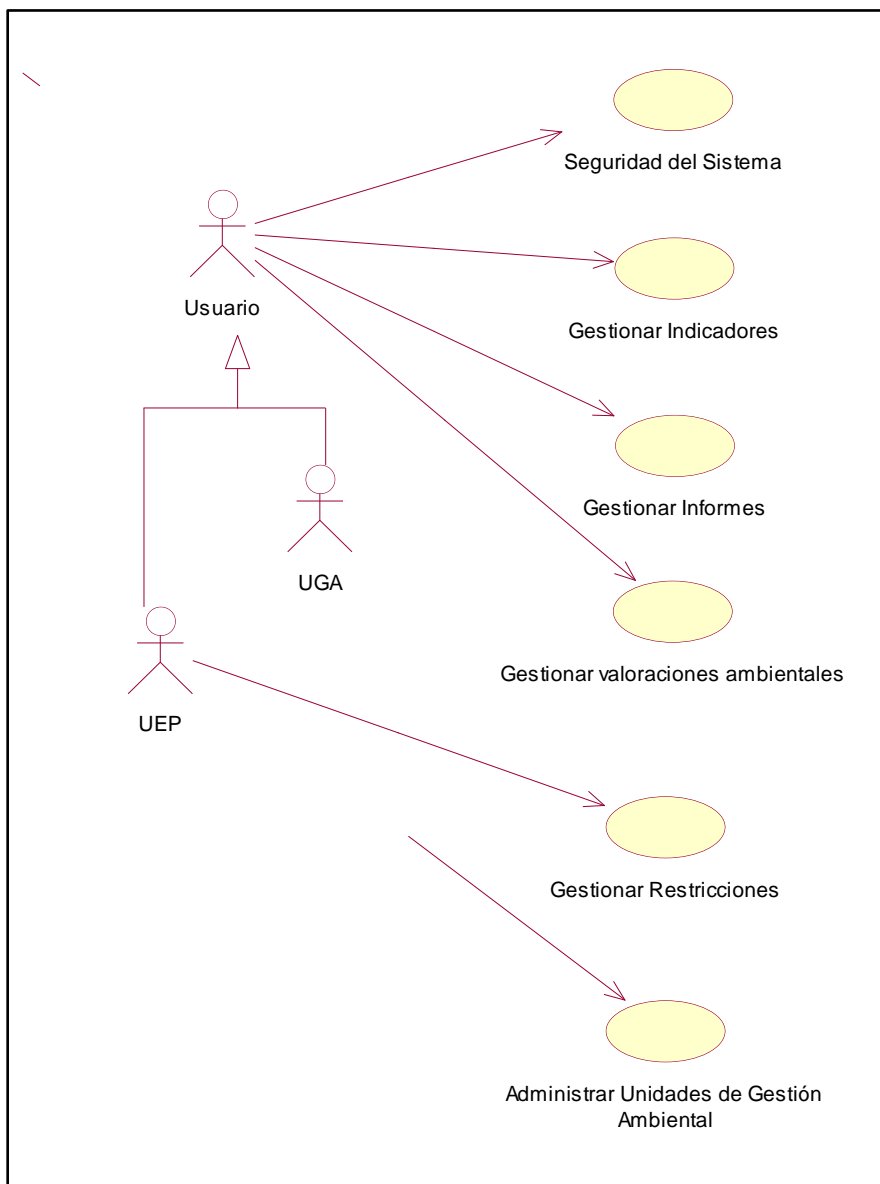 Seguridad del Sistema
Usuario
Gestionar Indicadores
Gestionar Informes
UGA
Gestionar valoraciones ambientales
UEP
Gestionar Restricciones
Administrar Unidades de Gestión
Ambiental